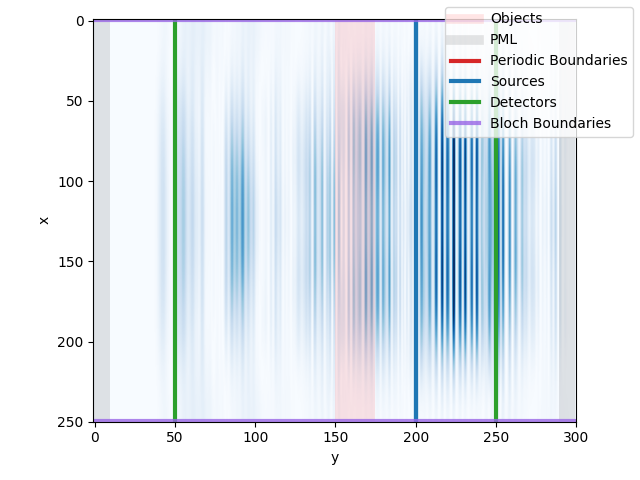 Objects
PML
Periodic Boundaries
Sources
Detectors
Bloch Boundaries
0
50
100
150
200
250
x
0 50 100 150 200 250 300
y